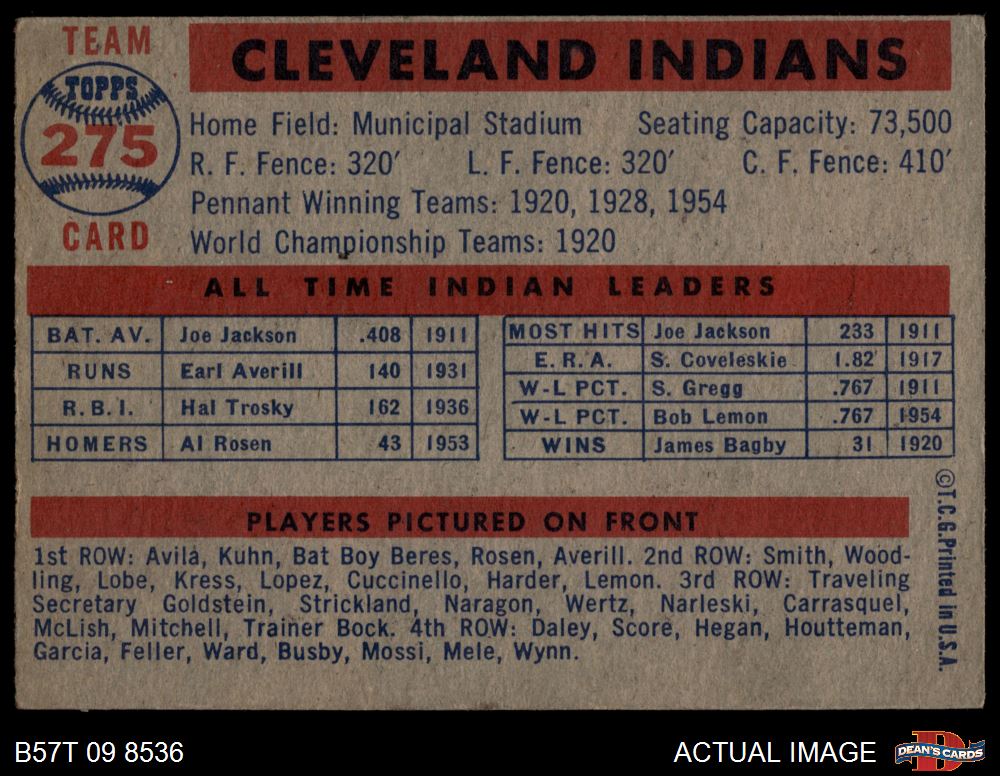 TEAM
TOPPS
275
CARD
CLEVELAND INDIANS
Home Field: Municipal Stadium Seating Capacity: 73,500
R. F. Fence: 320′ L. F. Fence: 320′ C. F. Fence: 410′
Pennant Winning Teams: 1920, 1928, 1954
World Championship Teams: 1920
ALL TIME INDIAN LEADERS
BAT. AV. Joe Jackson .408 1911
RUNS Earl Averill 140 1931
R.B.I. Hal Trosky 162 1936
HOMERS Al Rosen 43 1953
MOST HITS Joe Jackson 233 1911
E.R.A. S. Coveleskie 1.82 1917
W-L PCT. S. Gregg .767 1911
W-L PCT. Bob Lemon .767 1954
WINS James Bagby 31 1920
PLAYERS PICTURED ON FRONT
1st ROW: Avila, Kuhn, Bat Boy Beres, Rosen, Averill. 2nd ROW: Smith, Wood-
ling, Lobe, Kress, Lopez, Cuccinello, Harder, Lemon. 3rd ROW: Traveling
Secretary Goldstein, Strickland, Naragon, Wertz, Narleski, Carrasquel,
McLish, Mitchell, Trainer Bock. 4th ROW: Daley, Score, Hegan, Houtteman,
Garcia, Feller, Ward, Busby, Mossi, Mele, Wynn.
©T.C.G. Printed in U.S.A.
B57T 09 8536
ACTUAL IMAGE
DEAN'S CARDS